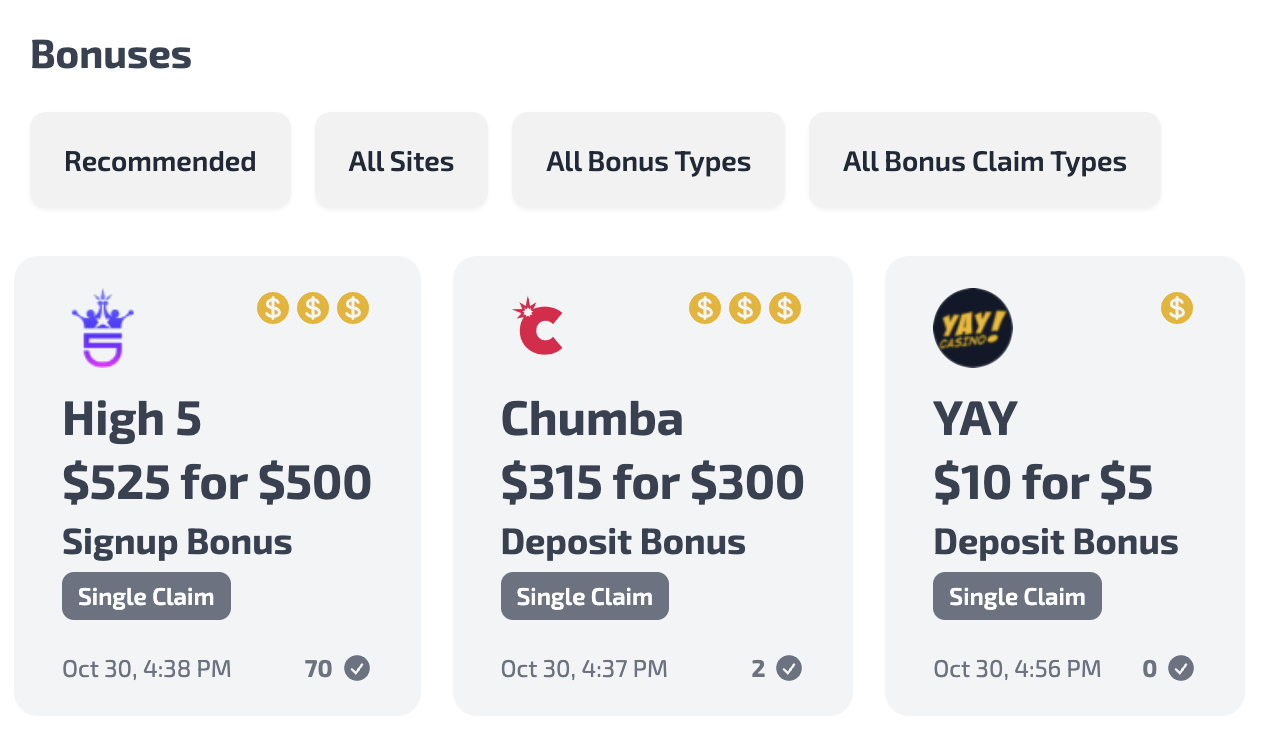 Bonuses
Recommended
All Sites
All Bonus Types
All Bonus Claim Types
$ $ $
High 5
$525 for $500
Signup Bonus
Single Claim
Oct 30, 4:38 PM 70
$ $ $
Chumba
$315 for $300
Deposit Bonus
Single Claim
Oct 30, 4:37 PM 2
YAY!
CASINO
$
YAY
$10 for $5
Deposit Bonus
Single Claim
Oct 30, 4:56 PM 0